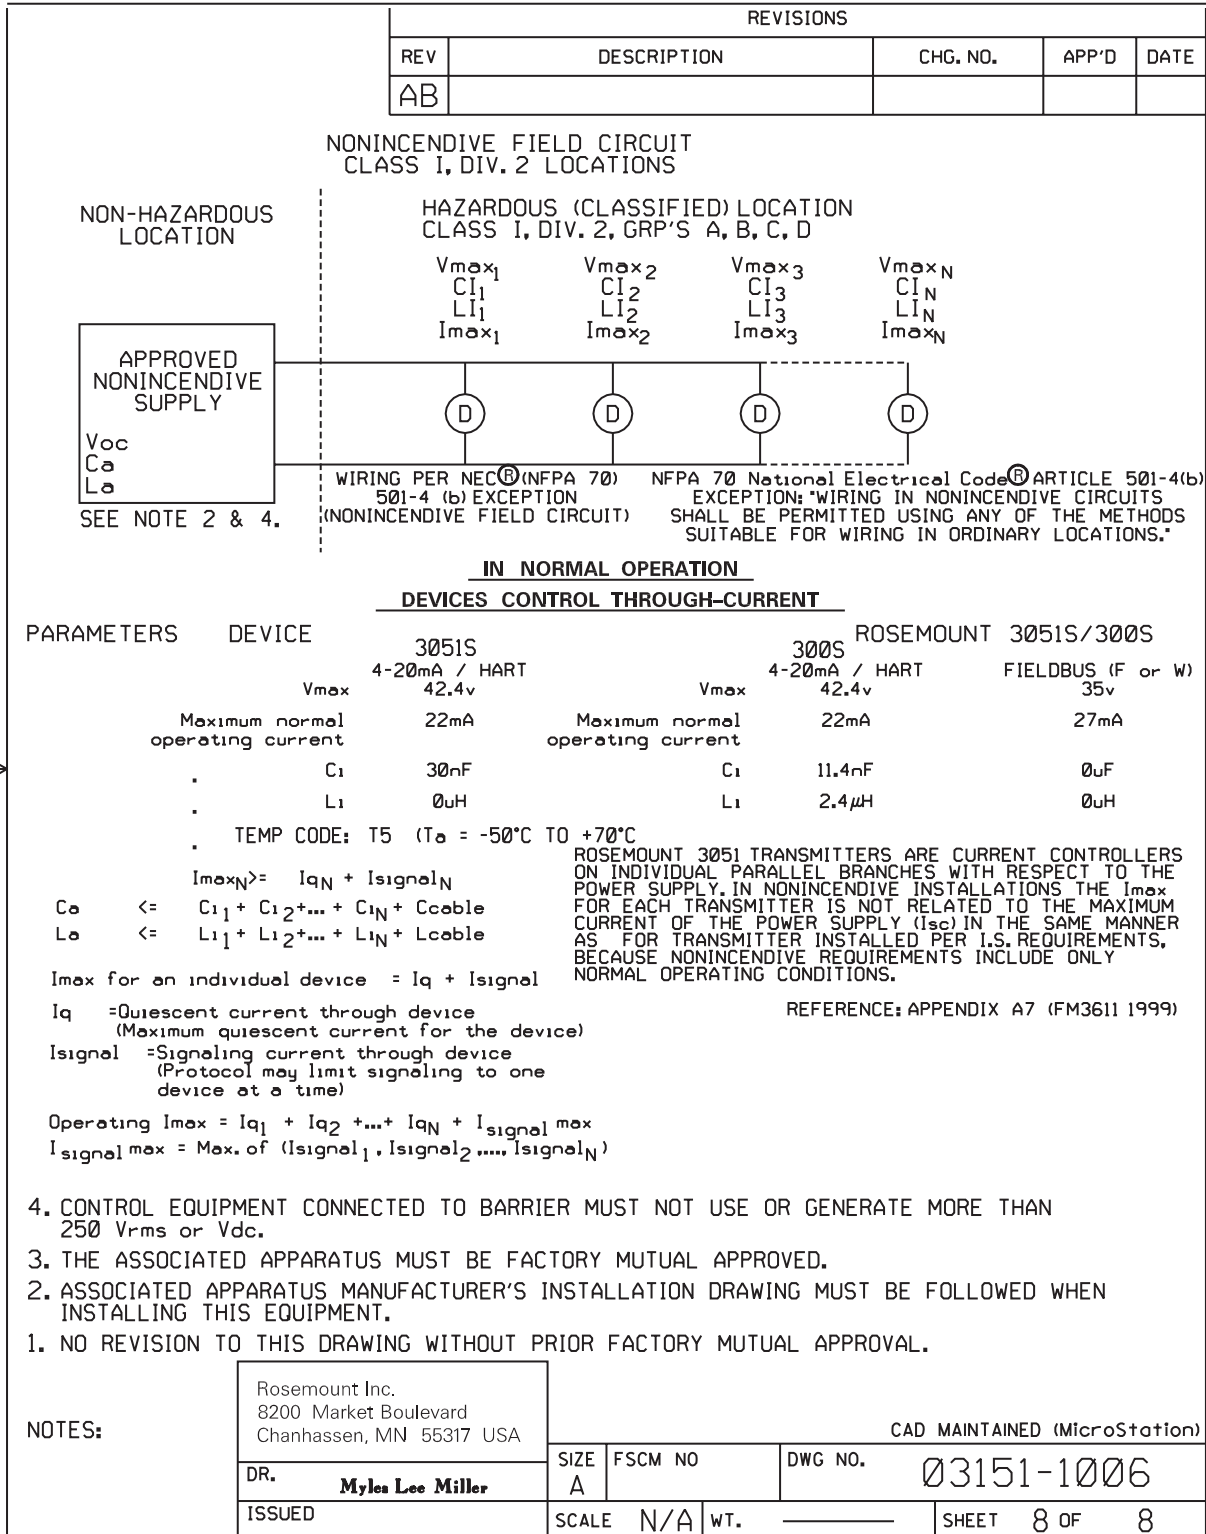 REVISIONS
REV DESCRIPTION CHG. NO. APP'D DATE
AB
NONINCENDIVE FIELD CIRCUIT
CLASS I, DIV. 2 LOCATIONS
NON-HAZARDOUS
LOCATION
HAZARDOUS (CLASSIFIED) LOCATION
CLASS I, DIV. 2, GRP'S A, B, C, D
Vmax1 Vmax2 Vmax3 VmaxN
CI1 CI2 CI3 CIN
LI1 LI2 LI3 LIN
Imax1 Imax2 Imax3 ImaxN
APPROVED
NONINCENDIVE
SUPPLY
D D D D
Voc
Ca
La
SEE NOTE 2 & 4.
WIRING PER NEC®(NFPA 70)
501-4 (b) EXCEPTION
(NONINCENDIVE FIELD CIRCUIT)
NFPA 70 National Electrical Code® ARTICLE 501-4(b)
EXCEPTION: "WIRING IN NONINCENDIVE CIRCUITS
SHALL BE PERMITTED USING ANY OF THE METHODS
SUITABLE FOR WIRING IN ORDINARY LOCATIONS."
IN NORMAL OPERATION
DEVICES CONTROL THROUGH-CURRENT
PARAMETERS DEVICE ROSEMOUNT 3051S/300S
3051S 300S
4-20mA / HART 4-20mA / HART FIELDBUS (F or W)
Vmax 42.4v Vmax 42.4v 35v
Maximum normal 22mA Maximum normal 22mA 27mA
operating current operating current
Ci 30nF Ci 11.4nF 0uF
Li 0uH Li 2.4µH 0uH
TEMP CODE: T5 (Ta = -50°C TO +70°C
ROSEMOUNT 3051 TRANSMITTERS ARE CURRENT CONTROLLERS
ON INDIVIDUAL PARALLEL BRANCHES WITH RESPECT TO THE
POWER SUPPLY. IN NONINCENDIVE INSTALLATIONS THE Imax
FOR EACH TRANSMITTER IS NOT RELATED TO THE MAXIMUM
CURRENT OF THE POWER SUPPLY (Isc) IN THE SAME MANNER
AS FOR TRANSMITTER INSTALLED PER I.S. REQUIREMENTS,
BECAUSE NONINCENDIVE REQUIREMENTS INCLUDE ONLY
NORMAL OPERATING CONDITIONS.
ImaxN>= IqN + IsignalN
Ca <= Ci1 + Ci2+... + CiN + Ccable
La <= Li1 + Li2+... + LiN + Lcable
Imax for an individual device = Iq + Isignal
REFERENCE: APPENDIX A7 (FM3611 1999)
Iq =Quiescent current through device
(Maximum quiescent current for the device)
Isignal =Signaling current through device
(Protocol may limit signaling to one
device at a time)
Operating Imax = Iq1 + Iq2 +...+ IqN + Isignal max
Isignal max = Max. of (Isignal1, Isignal2,...., IsignalN)
4. CONTROL EQUIPMENT CONNECTED TO BARRIER MUST NOT USE OR GENERATE MORE THAN
250 Vrms or Vdc.
3. THE ASSOCIATED APPARATUS MUST BE FACTORY MUTUAL APPROVED.
2. ASSOCIATED APPARATUS MANUFACTURER'S INSTALLATION DRAWING MUST BE FOLLOWED WHEN
INSTALLING THIS EQUIPMENT.
1. NO REVISION TO THIS DRAWING WITHOUT PRIOR FACTORY MUTUAL APPROVAL.
NOTES:
Rosemount Inc.
8200 Market Boulevard
Chanhassen, MN 55317 USA
CAD MAINTAINED (MicroStation)
DR. Myles Lee Miller
SIZE A FSCM NO DWG NO. 03151-1006
ISSUED
SCALE N/A WT. SHEET 8 OF 8